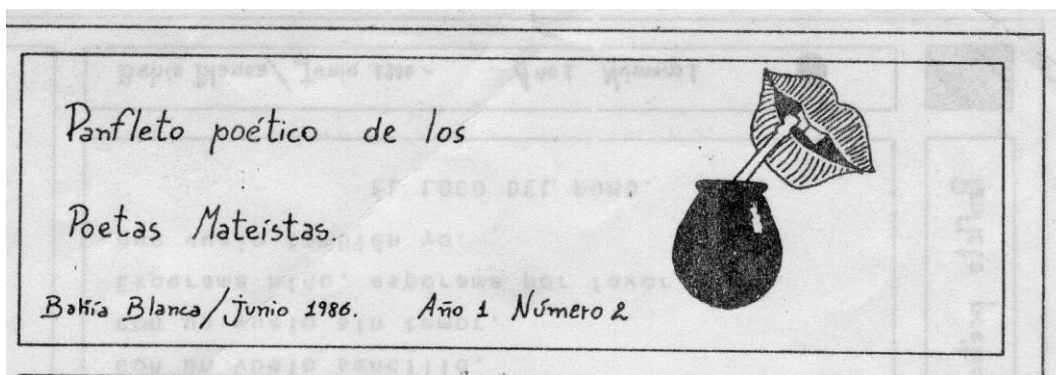 Panfleto poético de los
Poetas Mateístas.
Bahía Blanca/junio 1986. Año 1 Número 2